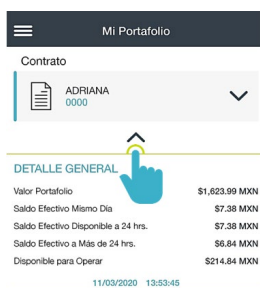 Mi Portafolio
Contrato
ADRIANA
0000
DETALLE GENERAL
Valor Portafolio $1,623.99 MXN
Saldo Efectivo Mismo Día $7.38 MXN
Saldo Efectivo Disponible a 24 hrs. $7.38 MXN
Saldo Efectivo a Más de 24 hrs. $6.84 MXN
Disponible para Operar $214.84 MXN
11/03/2020 13:53:45